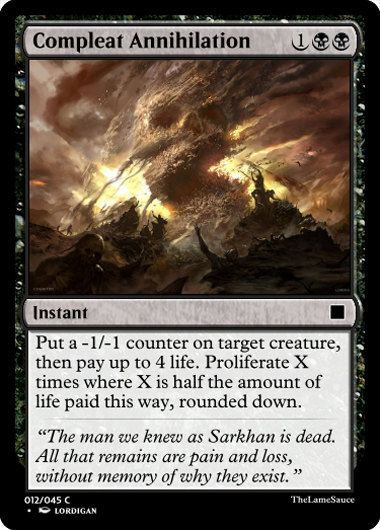 Compleat Annihilation 1
Instant
Put a -1/-1 counter on target creature,
then pay up to 4 life. Proliferate X
times where X is half the amount of
life paid this way, rounded down.
“The man we knew as Sarkhan is dead.
All that remains are pain and loss,
without memory of why they exist.”
012/045 C
TheLameSauce
• LORDIGAN